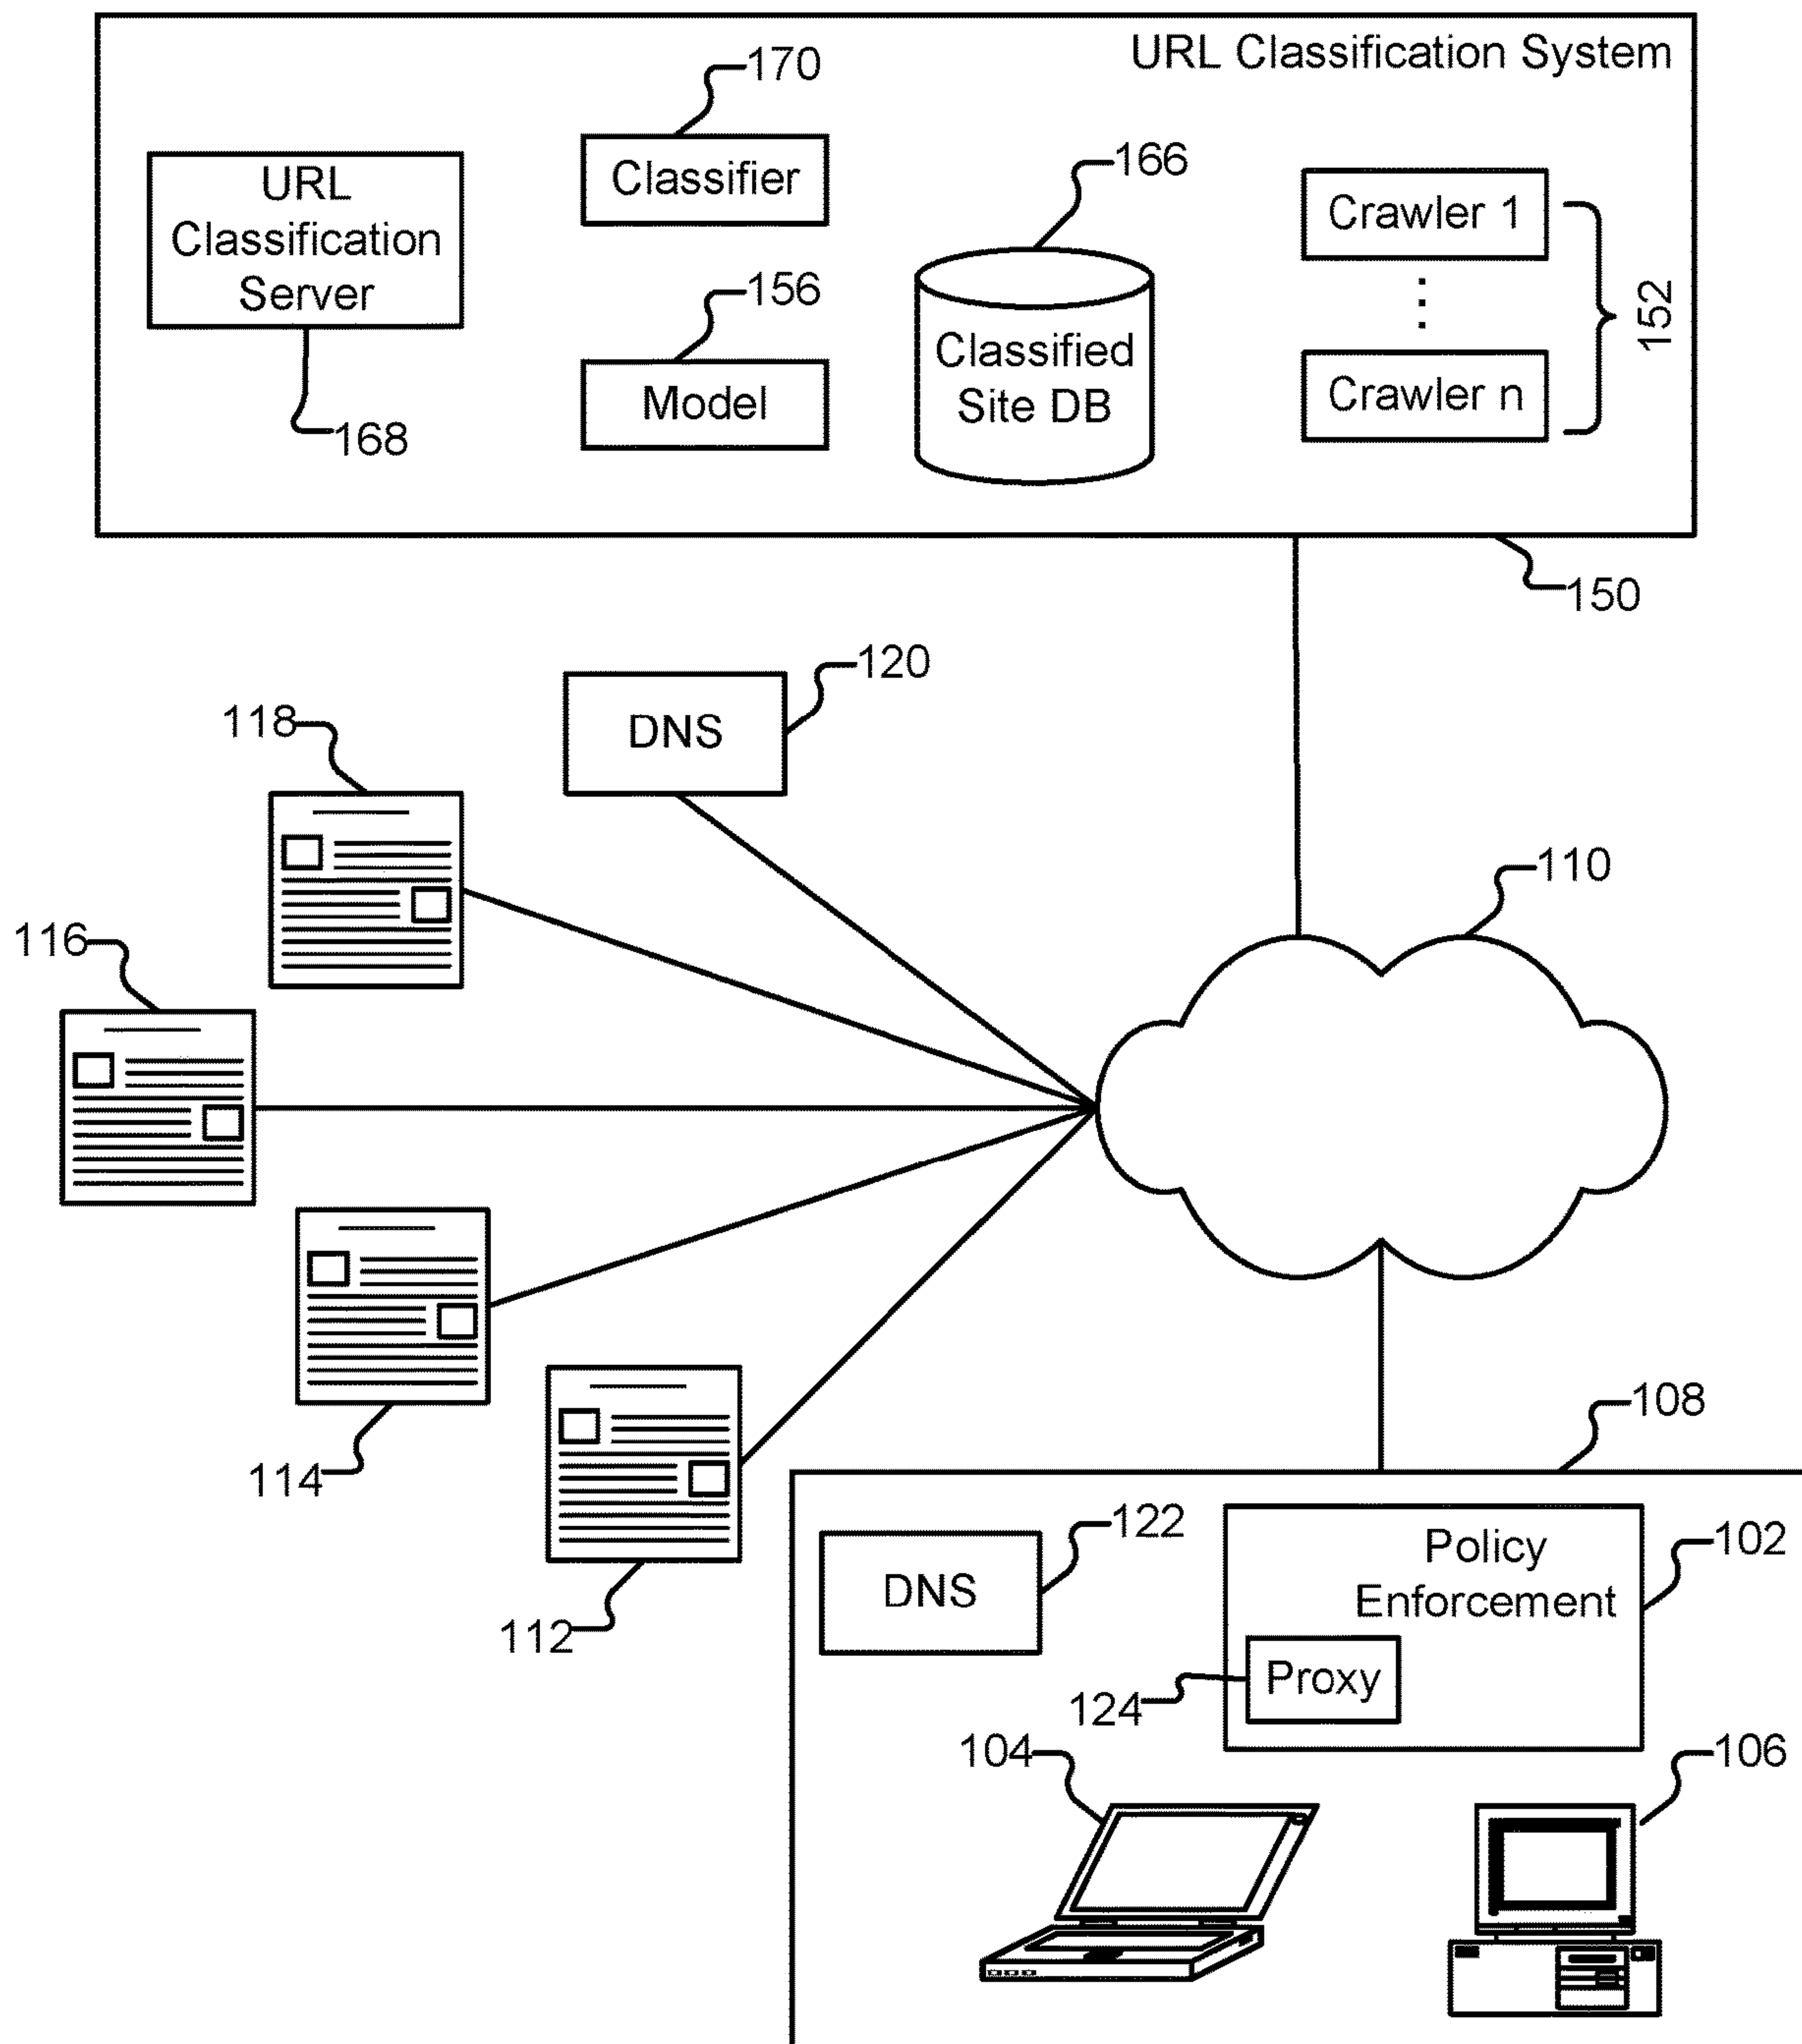 URL Classification System
170
URL
Classification
Server
168
Classifier
156
Model
166
Classified
Site DB
Crawler 1
⋮
Crawler n
152
150
120
DNS
118
116
110
114
112
108
122
DNS
Policy
Enforcement
102
Proxy
124
104
106